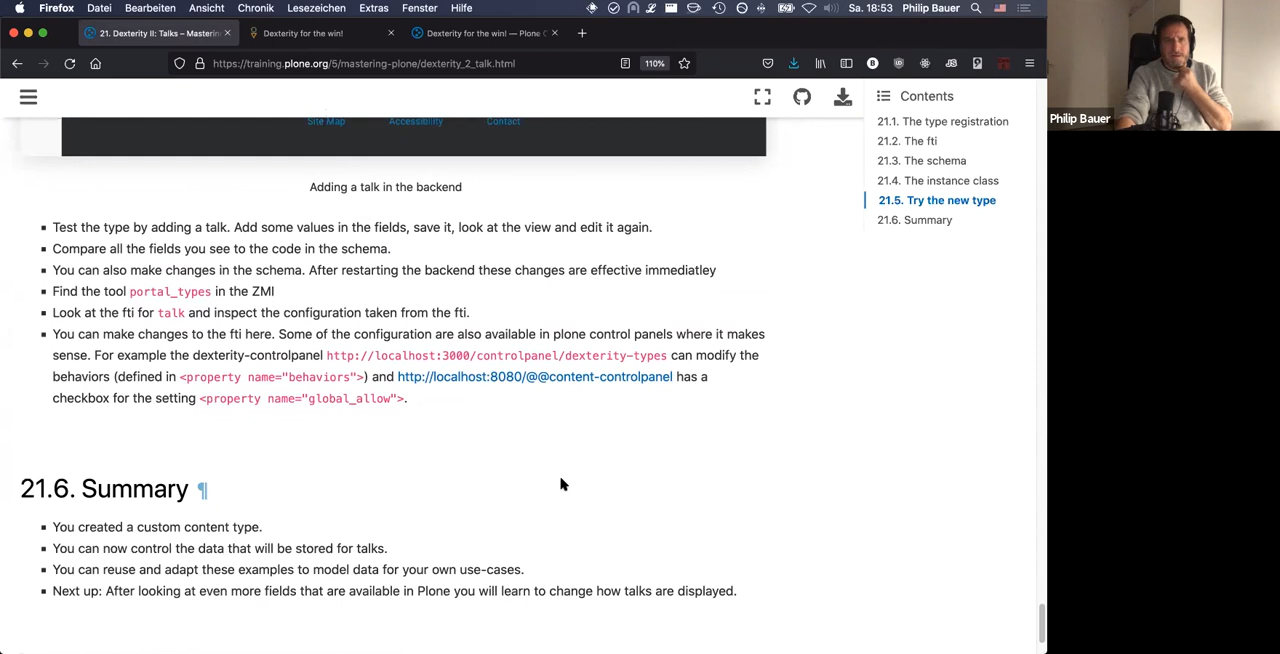 Firefox Datei Bearbeiten Ansicht Chronik Lesezeichen Extras Fenster Hilfe Sa. 18:53 Philip Bauer
21. Dexterity II: Talks – Masterin
Dexterity for the win!
Dexterity for the win! — Plone C
https://training.plone.org/5/mastering-plone/dexterity_2_talk.html
110%
Contents
21.1. The type registration
21.2. The fti
21.3. The schema
21.4. The instance class
21.5. Try the new type
21.6. Summary
Site Map Accessibility Contact
Adding a talk in the backend
Test the type by adding a talk. Add some values in the fields, save it, look at the view and edit it again.
Compare all the fields you see to the code in the schema.
You can also make changes in the schema. After restarting the backend these changes are effective immediatley
Find the tool portal_types in the ZMI
Look at the fti for talk and inspect the configuration taken from the fti.
You can make changes to the fti here. Some of the configuration are also available in plone control panels where it makes
sense. For example the dexterity-controlpanel http://localhost:3000/controlpanel/dexterity-types can modify the
behaviors (defined in <property name="behaviors">) and http://localhost:8080/@@content-controlpanel has a
checkbox for the setting <property name="global_allow">.
21.6. Summary ¶
You created a custom content type.
You can now control the data that will be stored for talks.
You can reuse and adapt these examples to model data for your own use-cases.
Next up: After looking at even more fields that are available in Plone you will learn to change how talks are displayed.
Philip Bauer